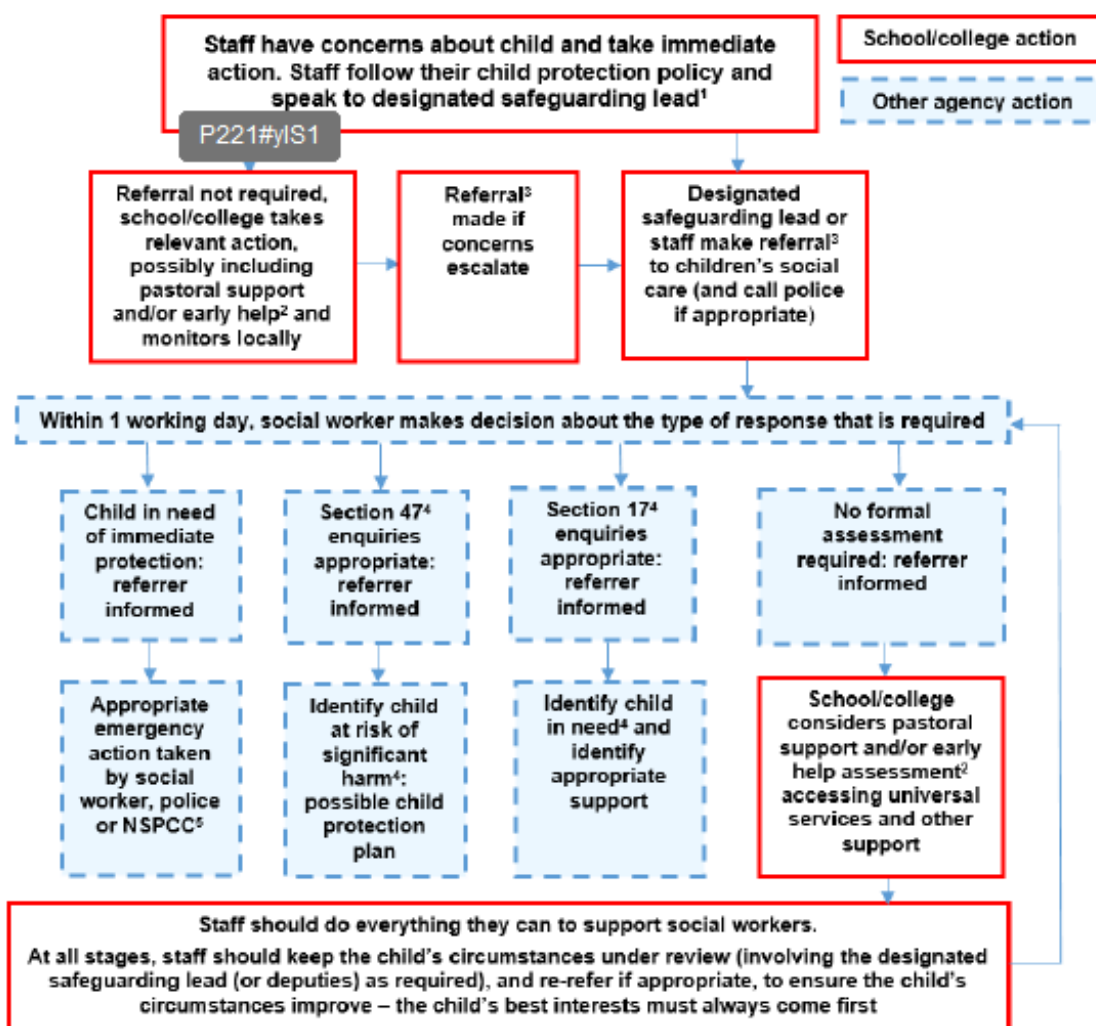 Staff have concerns about child and take immediate
action. Staff follow their child protection policy and
speak to designated safeguarding lead¹
School/college action
Other agency action
P221#yIS1
Referral not required,
school/college takes
relevant action,
possibly including
pastoral support
and/or early help² and
monitors locally
Referral³
made if
concerns
escalate
Designated
safeguarding lead or
staff make referral³
to children's social
care (and call police
if appropriate)
Within 1 working day, social worker makes decision about the type of response that is required
Child in need
of immediate
protection:
referrer
informed
Section 47⁴
enquiries
appropriate:
referrer
informed
Section 17⁴
enquiries
appropriate:
referrer
informed
No formal
assessment
required: referrer
informed
Appropriate
emergency
action taken
by social
worker, police
or NSPCC⁵
Identify child
at risk of
significant
harm⁴:
possible child
protection
plan
Identify child
in need⁴ and
identify
appropriate
support
School/college
considers pastoral
support and/or early
help assessment²
accessing universal
services and other
support
Staff should do everything they can to support social workers.
At all stages, staff should keep the child's circumstances under review (involving the designated
safeguarding lead (or deputies) as required), and re-refer if appropriate, to ensure the child's
circumstances improve – the child's best interests must always come first